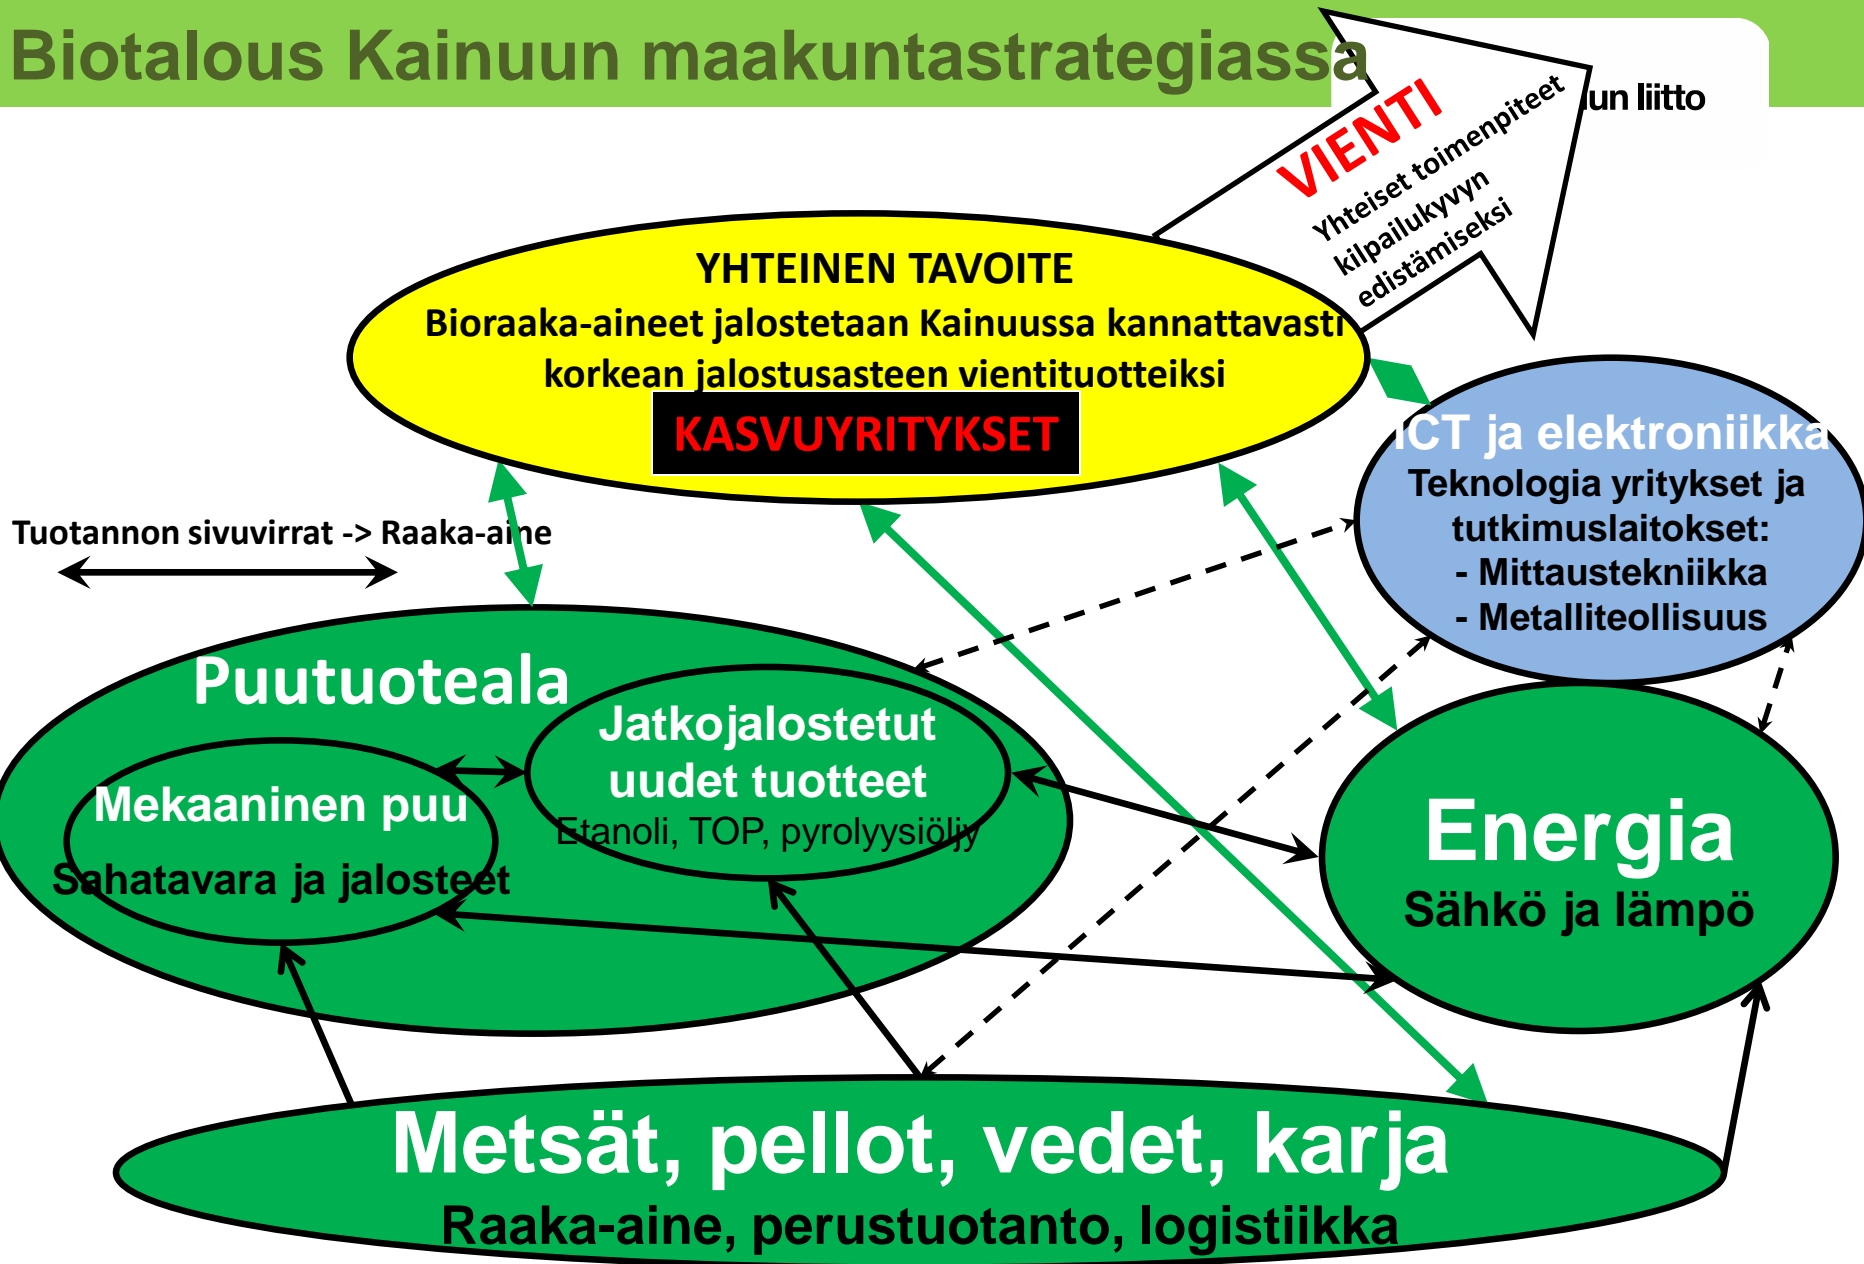 Biotalous Kainuun maakuntastrategiassa
un liitto
VIENTI
Yhteiset toimenpiteet
kilpailukyvyn
edistämiseksi
YHTEINEN TAVOITE
Bioraaka-aineet jalostetaan Kainuussa kannattavasti
korkean jalostusasteen vientituotteiksi
KASVUYRITYKSET
ICT ja elektroniikka
Teknologia yritykset ja
tutkimuslaitokset:
- Mittaustekniikka
- Metalliteollisuus
Tuotannon sivuvirrat -> Raaka-aine
Puutuoteala
Jatkojalostetut
uudet tuotteet
Etanoli, TOP, pyrolyysiöljy
Mekaaninen puu
Sahatavara ja jalosteet
Energia
Sähkö ja lämpö
Metsät, pellot, vedet, karja
Raaka-aine, perustuotanto, logistiikka